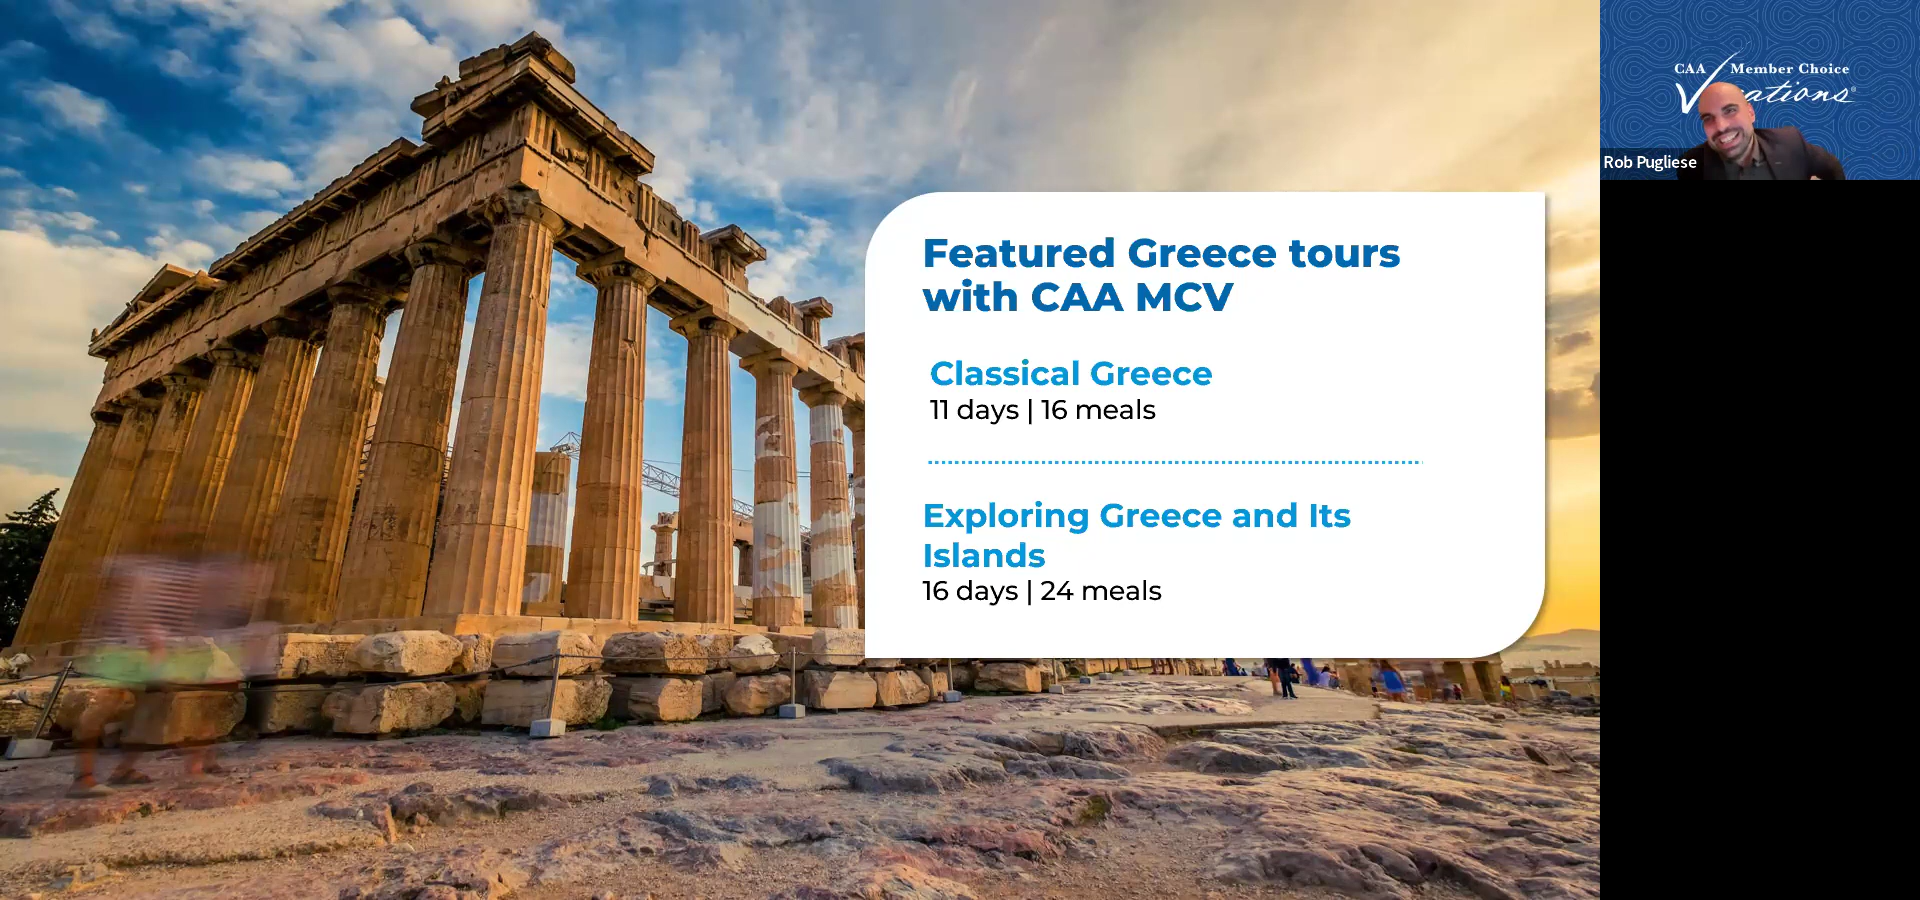 Featured Greece tours
with CAA MCV
Classical Greece
11 days | 16 meals
Exploring Greece and Its
Islands
16 days | 24 meals
CAA Member Choice
Vacations®
Rob Pugliese